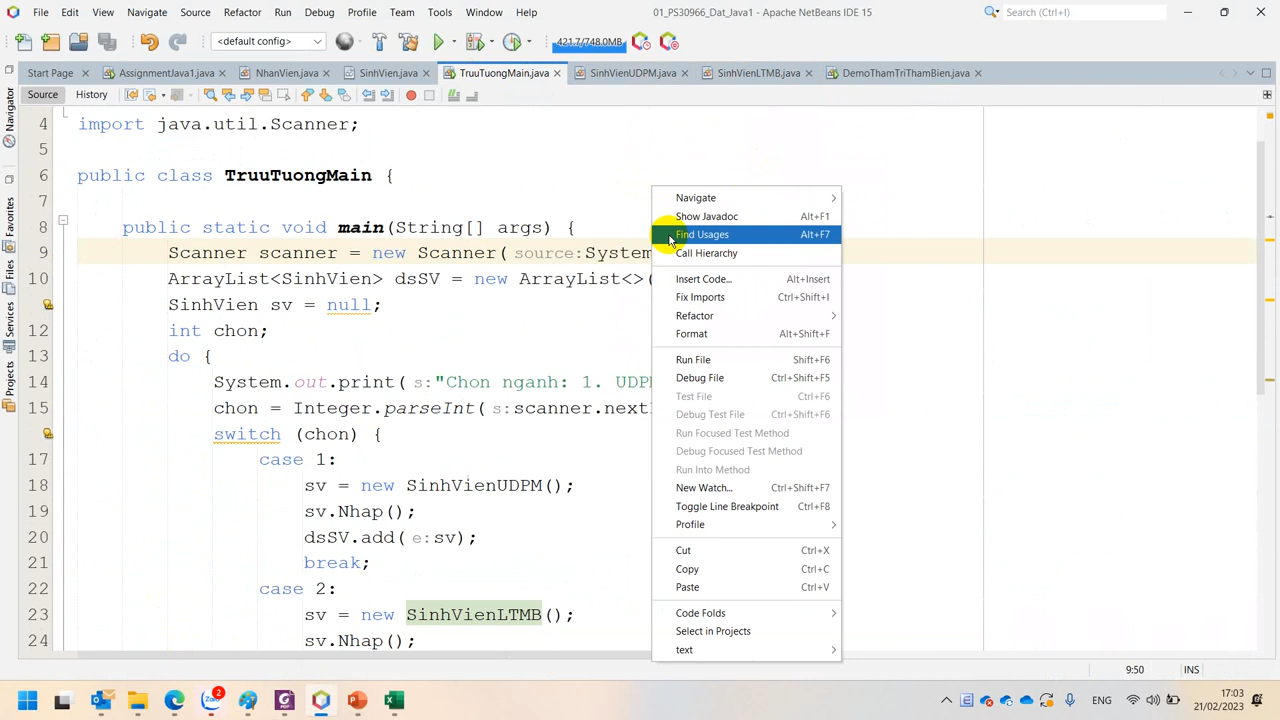 File Edit View Navigate Source Refactor Run Debug Profile Team Tools Window Help
01_PS30966_Dat_Java1 - Apache NetBeans IDE 15
Search (Ctrl+I)
<default config>
421.7/748.0MB
Start Page
AssignmentJava1.java
NhanVien.java
SinhVien.java
TruuTuongMain.java
SinhVienUDPM.java
SinhVienLTMB.java
DemoThamTriThamBien.java
Source History
Navigator
Favorites
Files
Services
Projects
4 import java.util.Scanner;
5
6 public class TruuTuongMain {
7
8 public static void main(String[] args) {
9 Scanner scanner = new Scanner( source:System
10 ArrayList<SinhVien> dsSV = new ArrayList<>(
SinhVien sv = null;
12 int chon;
13 do {
14 System.out.print( s:"Chon nganh: 1. UDP
15 chon = Integer.parseInt( s:scanner.next
switch (chon) {
17 case 1:
18 sv = new SinhVienUDPM();
19 sv.Nhap();
20 dsSV.add( e:sv);
21 break;
22 case 2:
23 sv = new SinhVienLTMB();
24 sv.Nhap();
Navigate
Show Javadoc Alt+F1
Find Usages Alt+F7
Call Hierarchy
Insert Code... Alt+Insert
Fix Imports Ctrl+Shift+I
Refactor
Format Alt+Shift+F
Run File Shift+F6
Debug File Ctrl+Shift+F5
Test File Ctrl+F6
Debug Test File Ctrl+Shift+F6
Run Focused Test Method
Debug Focused Test Method
Run Into Method
New Watch... Ctrl+Shift+F7
Toggle Line Breakpoint Ctrl+F8
Profile
Cut Ctrl+X
Copy Ctrl+C
Paste Ctrl+V
Code Folds
Select in Projects
text
9:50 INS
Zalo
2
ENG
17:03
21/02/2023